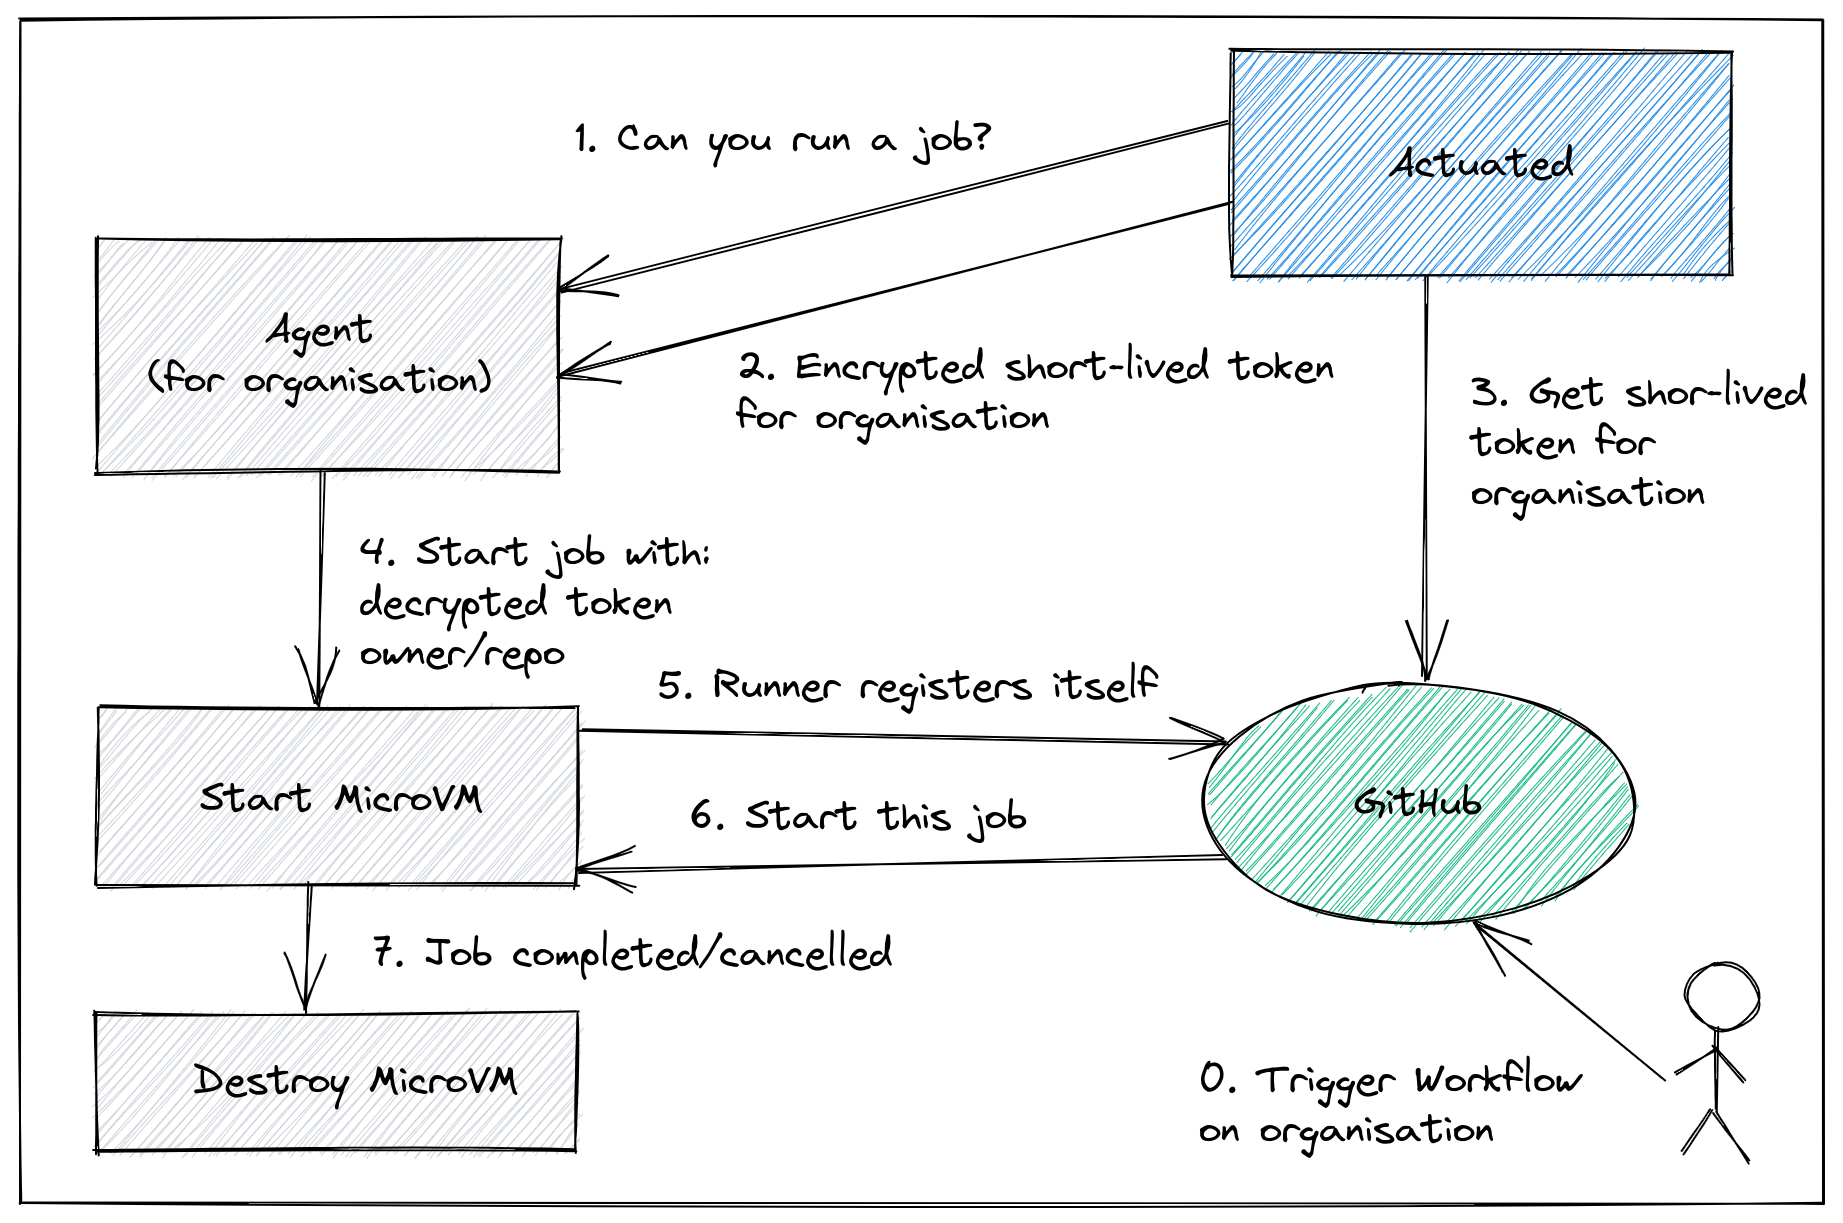 1. Can you run a job?
Actuated
Agent
(for organisation)
2. Encrypted short-lived token
for organisation
3. Get shor-lived
token for
organisation
4. Start job with:
decrypted token
owner/repo
5. Runner registers itself
Start MicroVM
GitHub
6. Start this job
7. Job completed/cancelled
Destroy MicroVM
0. Trigger Workflow
on organisation